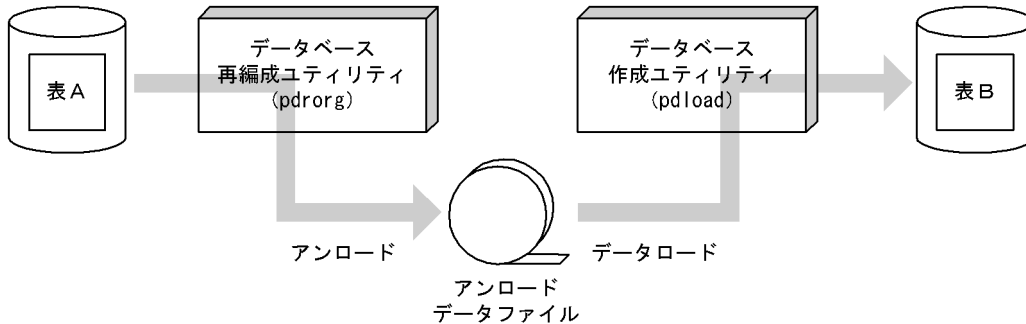 表A
データベース
再編成ユティリティ
(pdrorg)
データベース
作成ユティリティ
(pdload)
表B
アンロード
データロード
アンロード
データファイル